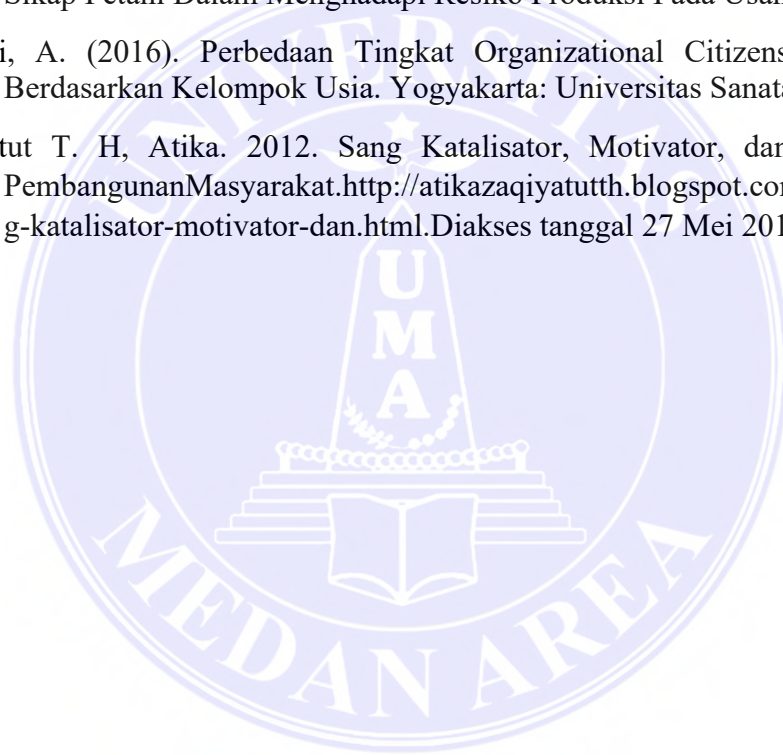 Sikap Petani Dalam Menghadapi Resiko Produksi Pada Usah
i, A. (2016). Perbedaan Tingkat Organizational Citizens
Berdasarkan Kelompok Usia. Yogyakarta: Universitas Sanata
tut T. H, Atika. 2012. Sang Katalisator, Motivator, dan
PembangunanMasyarakat.http://atikazaqiyatutth.blogspot.com
g-katalisator-motivator-dan.html.Diakses tanggal 27 Mei 201
UNIVERSITAS
U
M
A
MEDAN AREA